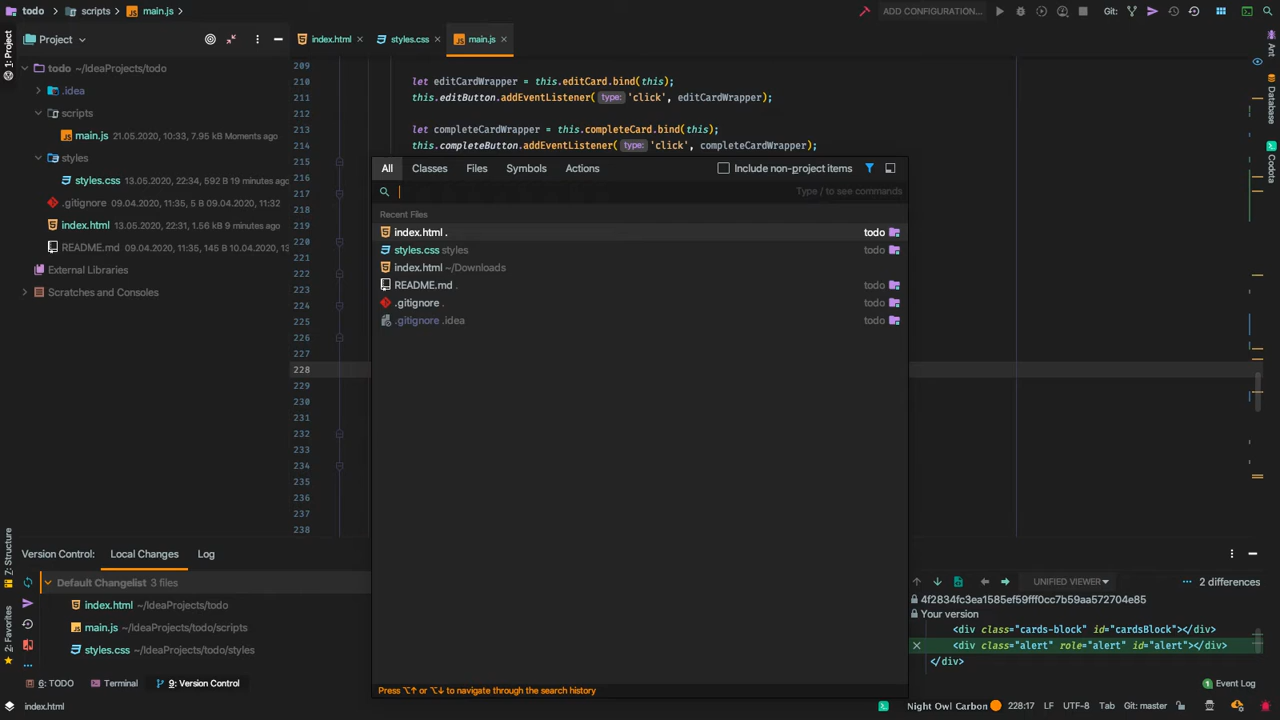 todo scripts main.js
ADD CONFIGURATION...
Git:
Project
index.html
styles.css
main.js
todo ~/IdeaProjects/todo
.idea
scripts
main.js 21.05.2020, 10:33, 7.95 kB Moments ago
styles
styles.css 13.05.2020, 22:34, 592 B 19 minutes ago
.gitignore 09.04.2020, 11:35, 5 B 09.04.2020, 11:32
index.html 13.05.2020, 22:31, 1.56 kB 9 minutes ago
README.md 09.04.2020, 11:35, 145 B 10.04.2020, 13
External Libraries
Scratches and Consoles
1: Project
Z: Structure
2: Favorites
209
210 let editCardWrapper = this.editCard.bind(this);
211 this.editButton.addEventListener( type: 'click', editCardWrapper);
212
213 let completeCardWrapper = this.completeCard.bind(this);
214 this.completeButton.addEventListener( type: 'click', completeCardWrapper);
215
216
217
218
219
220
221
222
223
224
225
226
227
228
229
230
231
232
233
234
235
236
237
238
All Classes Files Symbols Actions Include non-project items
Type / to see commands
Recent Files
index.html . todo
styles.css styles todo
index.html ~/Downloads
README.md . todo
.gitignore . todo
.gitignore .idea todo
Press ⌥↑ or ⌥↓ to navigate through the search history
Ant
Database
Codota
Version Control: Local Changes Log
Default Changelist 3 files
index.html ~/IdeaProjects/todo
main.js ~/IdeaProjects/todo/scripts
styles.css ~/IdeaProjects/todo/styles
UNIFIED VIEWER 2 differences
4f2834fc3ea1585ef59fff0cc7b59aa572704e85
Your version
<div class="cards-block" id="cardsBlock"></div>
<div class="alert" role="alert" id="alert"></div>
</div>
6: TODO Terminal 9: Version Control
1 Event Log
index.html
Night Owl Carbon 228:17 LF UTF-8 Tab Git: master